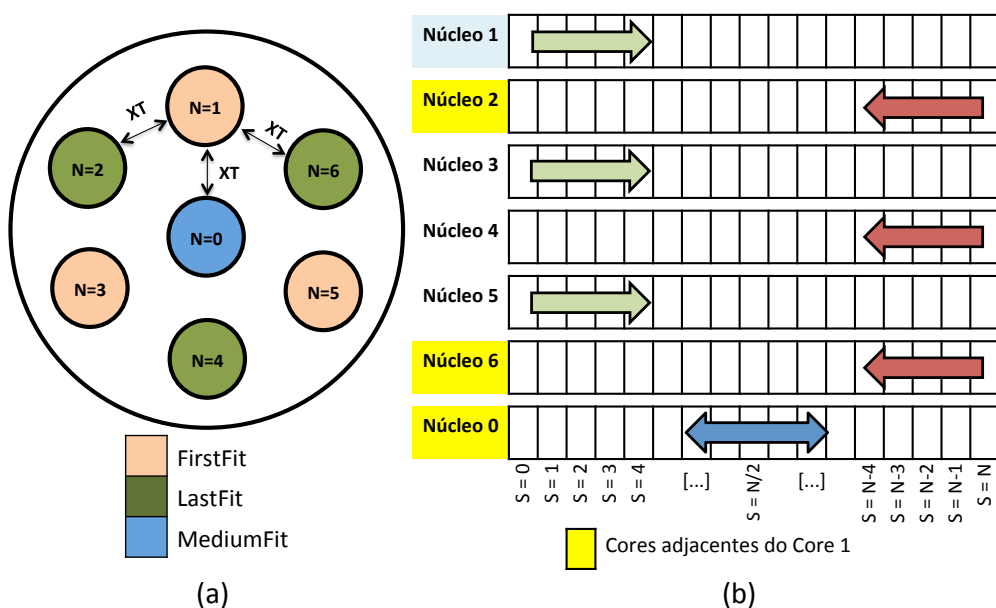 N=1
XT
XT
N=2
N=6
XT
N=0
N=3
N=5
N=4
FirstFit
LastFit
MediumFit
(a)
Núcleo 1
Núcleo 2
Núcleo 3
Núcleo 4
Núcleo 5
Núcleo 6
Núcleo 0
S = 0
S = 1
S = 2
S = 3
S = 4
[...]
S = N/2
[...]
S = N-4
S = N-3
S = N-2
S = N-1
S = N
Cores adjacentes do Core 1
(b)